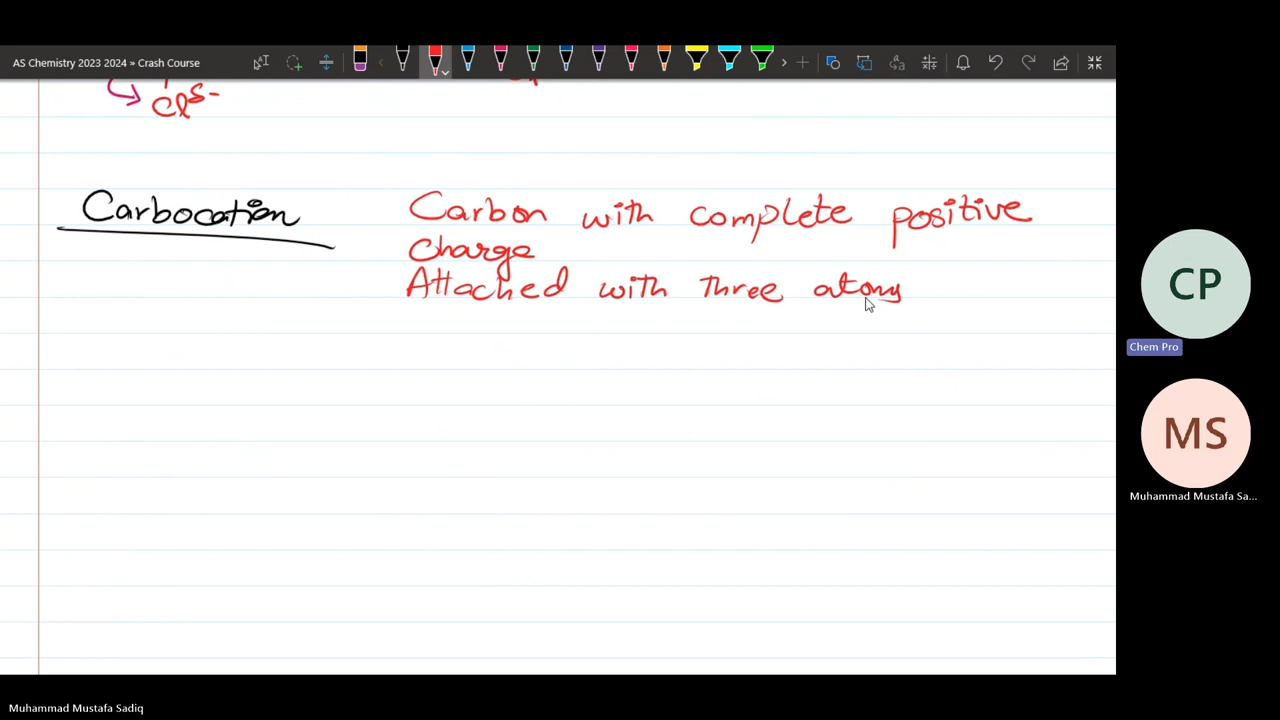 AS Chemistry 2023 2024 » Crash Course
Cl δ-
Carbocation
Carbon with complete positive
charge
Attached with three atoms
CP
Chem Pro
MS
Muhammad Mustafa Sa...
Muhammad Mustafa Sadiq